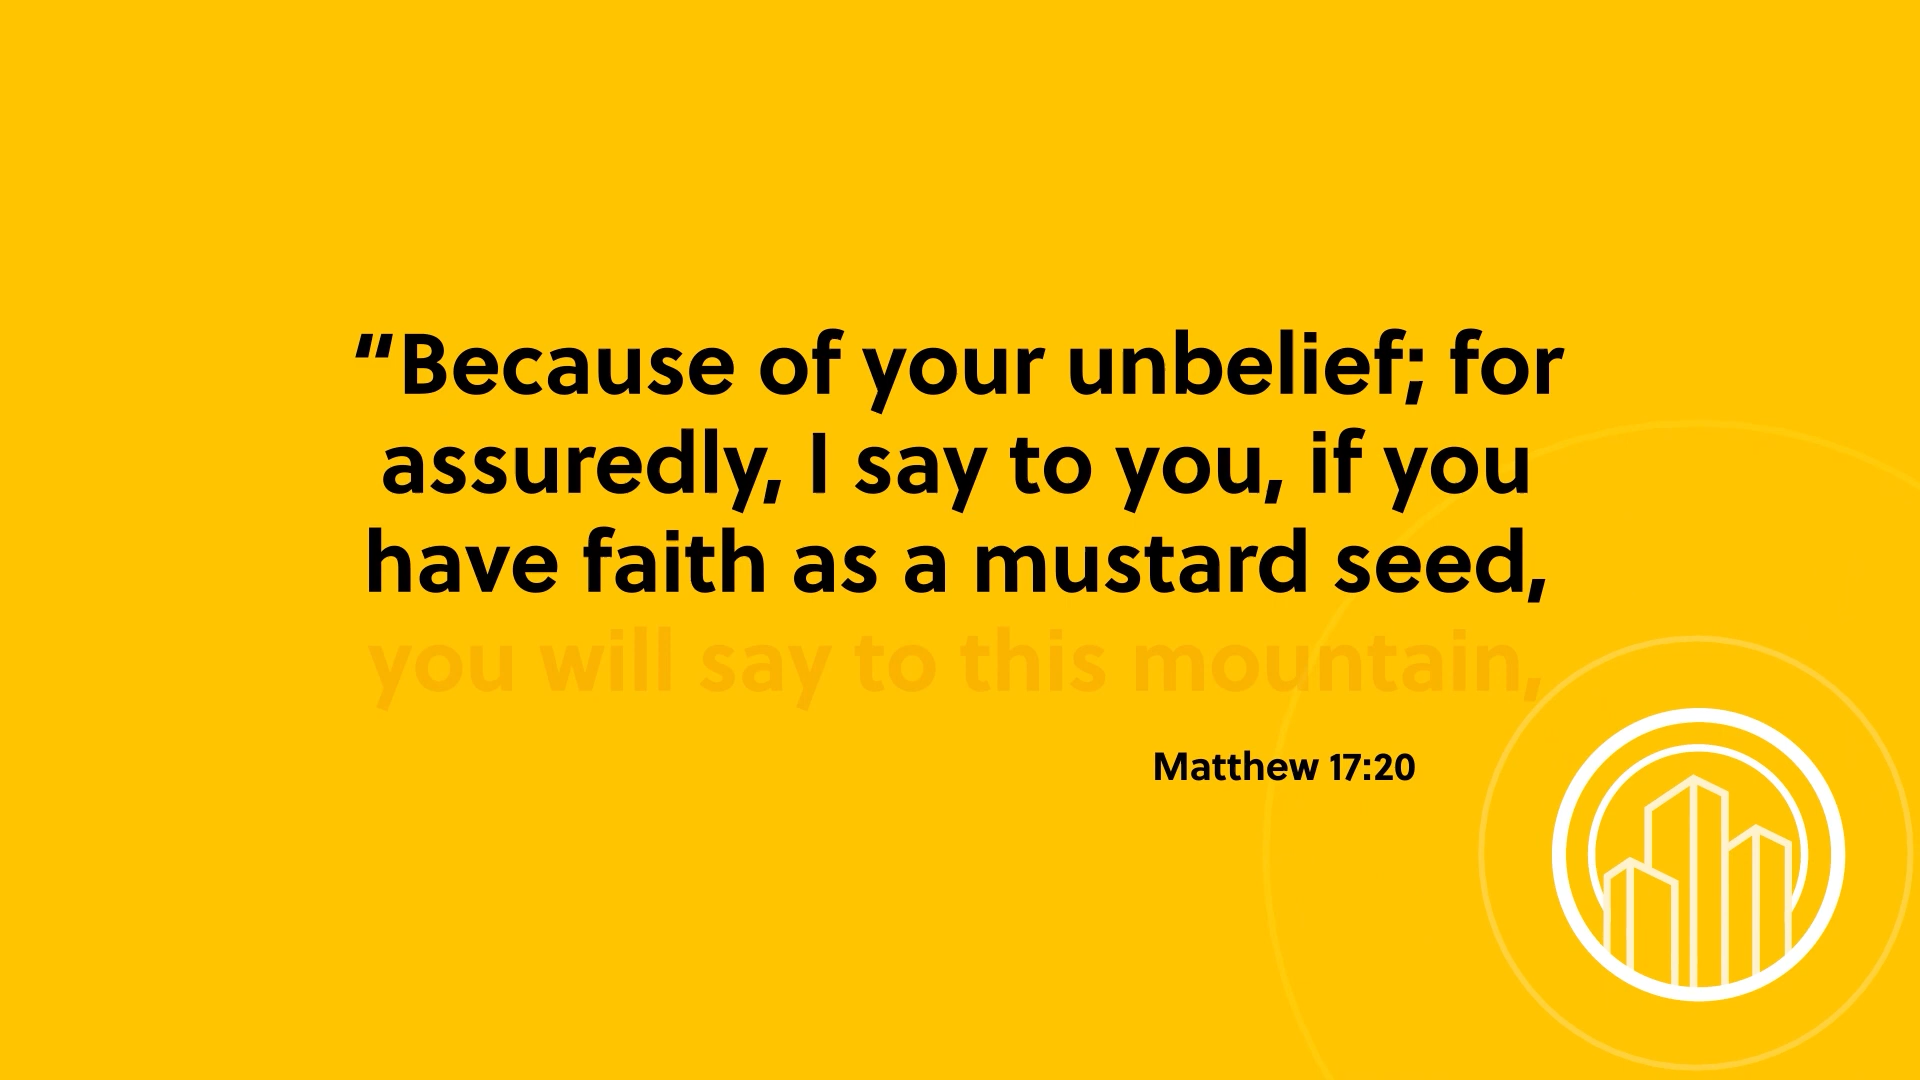 “Because of your unbelief; for
assuredly, I say to you, if you
have faith as a mustard seed,
you will say to this mountain,
Matthew 17:20